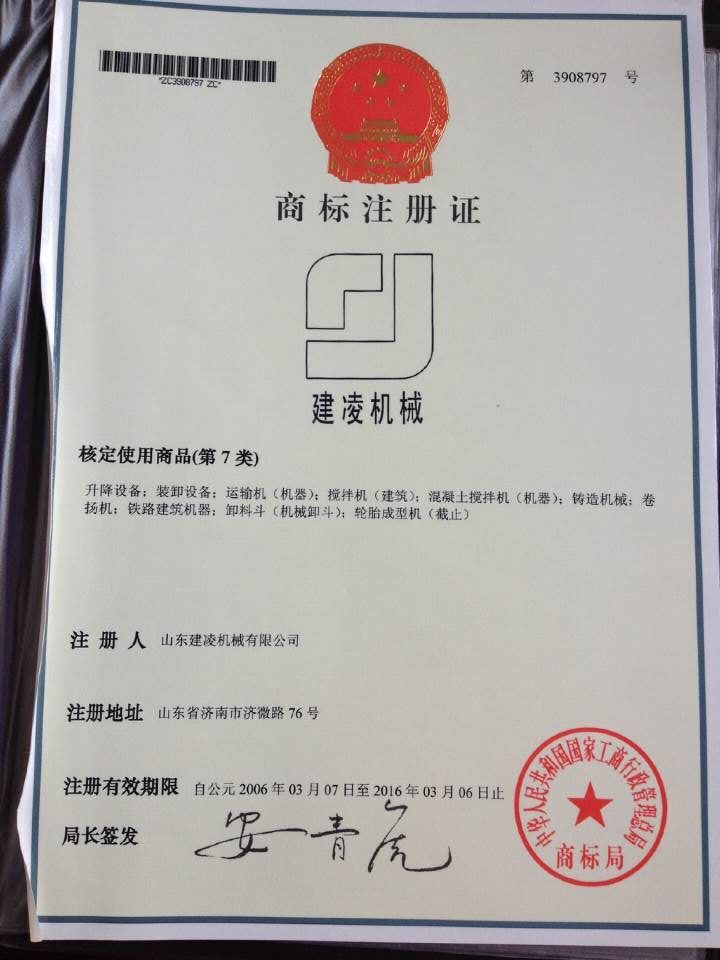 *ZC3908797 ZC*
第 3908797 号
商标注册证
建凌机械
核定使用商品(第 7 类)
升降设备；装卸设备；运输机（机器）；搅拌机（建筑）；混凝土搅拌机（机器）；铸造机械；卷
扬机；铁路建筑机器；卸料斗（机械卸斗）；轮胎成型机（截止）
注 册 人 山东建凌机械有限公司
注册地址 山东省济南市济微路 76 号
注册有效期限 自公元 2006 年 03 月 07 日至 2016 年 03 月 06 日止
局长签发 安青虎
中华人民共和国国家工商行政管理总局
商标局